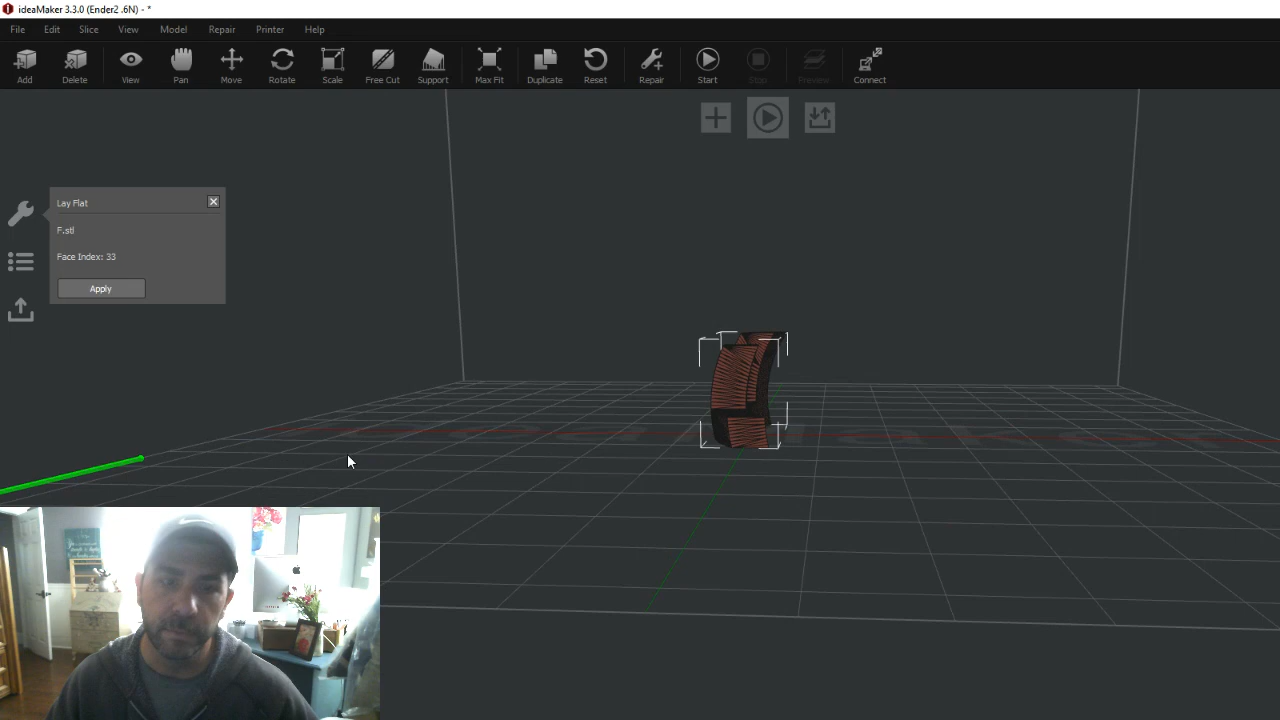 ideaMaker 3.3.0 (Ender2 .6N) - *
File Edit Slice View Model Repair Printer Help
Add Delete View Pan Move Rotate Scale Free Cut Support Max Fit Duplicate Reset Repair Start Stop Preview Connect
Lay Flat
F.stl
Face Index: 33
Apply